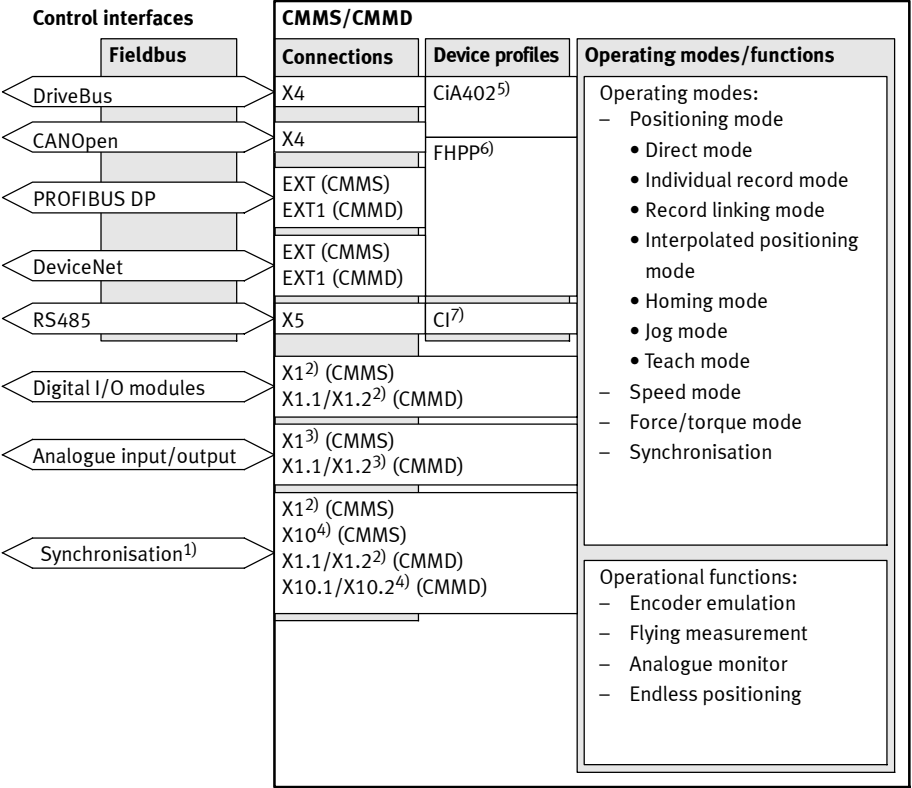 Control interfaces
CMMS/CMMD
Fieldbus
Connections
Device profiles
Operating modes/functions
DriveBus
X4
CiA402⁵⁾
CANOpen
X4
FHPP⁶⁾
PROFIBUS DP
EXT (CMMS)
EXT1 (CMMD)
DeviceNet
EXT (CMMS)
EXT1 (CMMD)
RS485
X5
CI⁷⁾
Digital I/O modules
X1²⁾ (CMMS)
X1.1/X1.2²⁾ (CMMD)
Analogue input/output
X1³⁾ (CMMS)
X1.1/X1.2³⁾ (CMMD)
Synchronisation¹⁾
X1²⁾ (CMMS)
X10⁴⁾ (CMMS)
X1.1/X1.2²⁾ (CMMD)
X10.1/X10.2⁴⁾ (CMMD)
Operating modes:
– Positioning mode
• Direct mode
• Individual record mode
• Record linking mode
• Interpolated positioning
mode
• Homing mode
• Jog mode
• Teach mode
– Speed mode
– Force/torque mode
– Synchronisation
Operational functions:
– Encoder emulation
– Flying measurement
– Analogue monitor
– Endless positioning